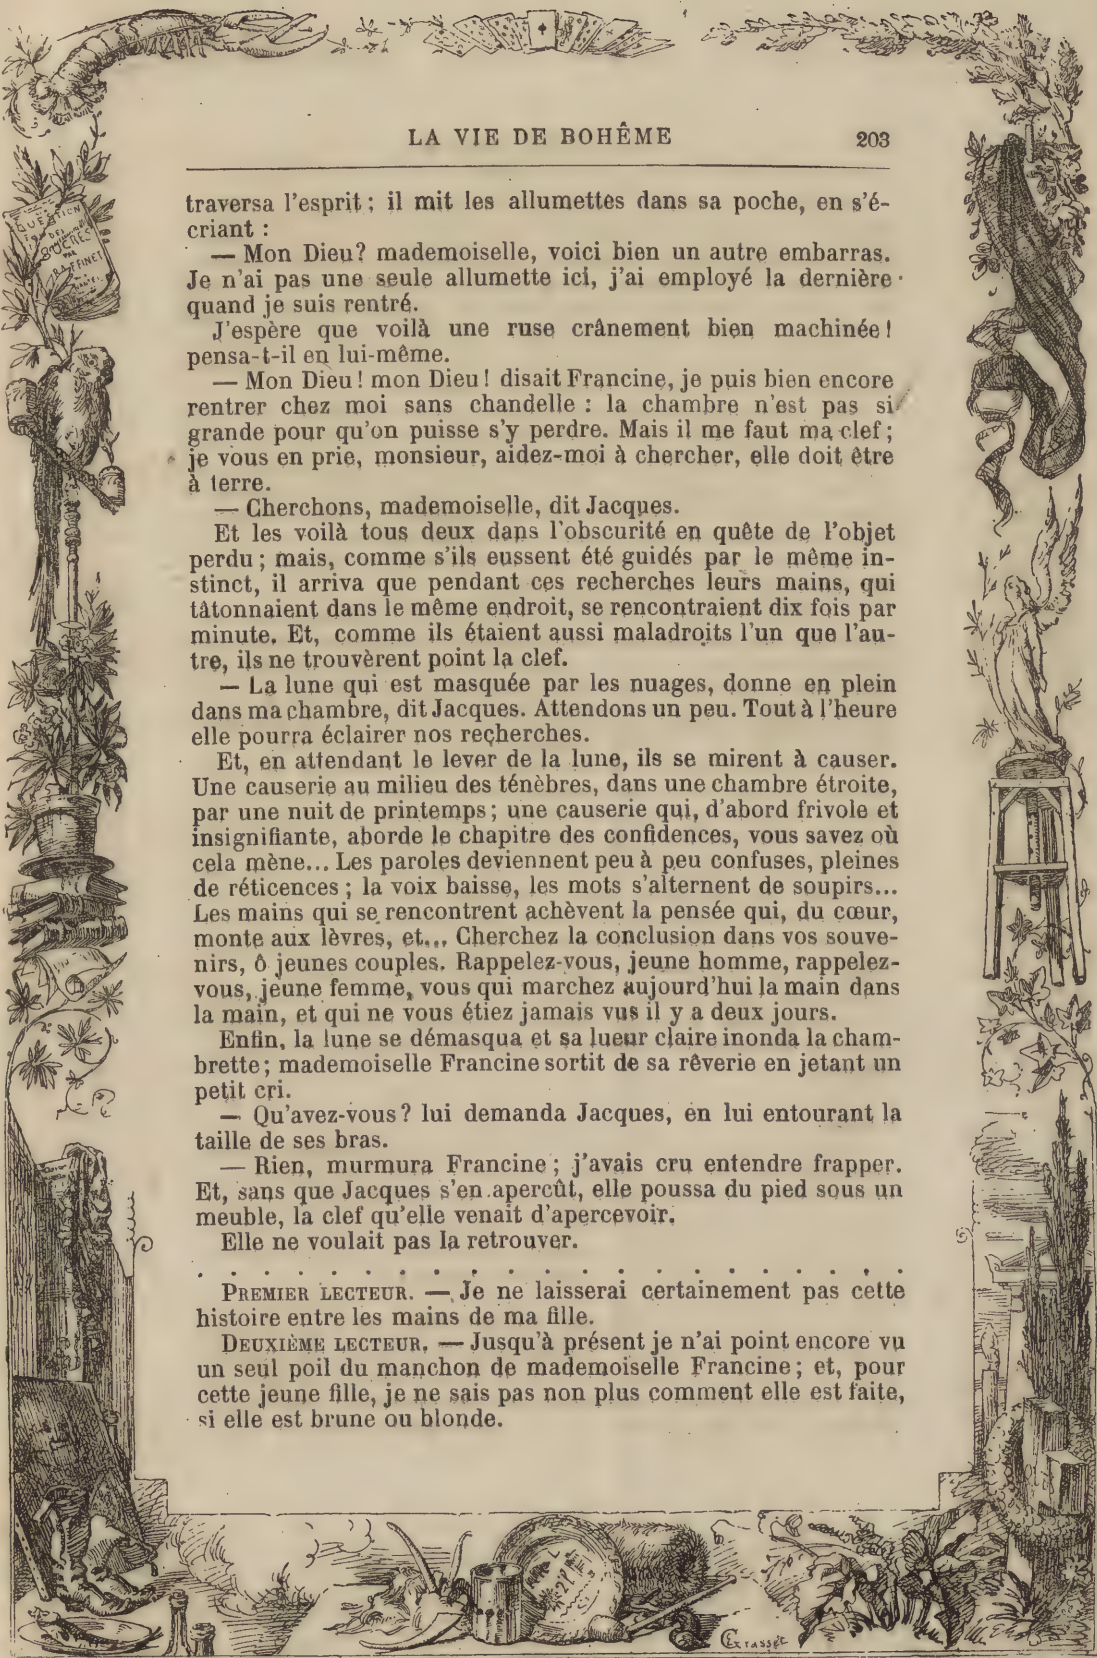 LA VIE DE BOHÊME 203
traversa l'esprit ; il mit les allumettes dans sa poche, en s'é-
criant :
— Mon Dieu? mademoiselle, voici bien un autre embarras.
Je n'ai pas une seule allumette ici, j'ai employé la dernière
quand je suis rentré.
J'espère que voilà une ruse crânement bien machinée !
pensa-t-il en lui-même.
— Mon Dieu ! mon Dieu ! disait Francine, je puis bien encore
rentrer chez moi sans chandelle : la chambre n'est pas si
grande pour qu'on puisse s'y perdre. Mais il me faut ma clef ;
je vous en prie, monsieur, aidez-moi à chercher, elle doit être
à terre.
— Cherchons, mademoiselle, dit Jacques.
Et les voilà tous deux dans l'obscurité en quête de l'objet
perdu ; mais, comme s'ils eussent été guidés par le même in-
stinct, il arriva que pendant ces recherches leurs mains, qui
tâtonnaient dans le même endroit, se rencontraient dix fois par
minute. Et, comme ils étaient aussi maladroits l'un que l'au-
tre, ils ne trouvèrent point la clef.
— La lune qui est masquée par les nuages, donne en plein
dans ma chambre, dit Jacques. Attendons un peu. Tout à l'heure
elle pourra éclairer nos recherches.
Et, en attendant le lever de la lune, ils se mirent à causer.
Une causerie au milieu des ténèbres, dans une chambre étroite,
par une nuit de printemps ; une causerie qui, d'abord frivole et
insignifiante, aborde le chapitre des confidences, vous savez où
cela mène... Les paroles deviennent peu à peu confuses, pleines
de réticences ; la voix baisse, les mots s'alternent de soupirs...
Les mains qui se rencontrent achèvent la pensée qui, du cœur,
monte aux lèvres, et... Cherchez la conclusion dans vos souve-
nirs, ô jeunes couples. Rappelez-vous, jeune homme, rappelez-
vous, jeune femme, vous qui marchez aujourd'hui la main dans
la main, et qui ne vous étiez jamais vus il y a deux jours.
Enfin, la lune se démasqua et sa lueur claire inonda la cham-
brette ; mademoiselle Francine sortit de sa rêverie en jetant un
petit cri.
— Qu'avez-vous ? lui demanda Jacques, en lui entourant la
taille de ses bras.
— Rien, murmura Francine ; j'avais cru entendre frapper.
Et, sans que Jacques s'en aperçût, elle poussa du pied sous un
meuble, la clef qu'elle venait d'apercevoir.
Elle ne voulait pas la retrouver.
. . . . . . . . . . . . . . . . . . . . .
PREMIER LECTEUR. — Je ne laisserai certainement pas cette
histoire entre les mains de ma fille.
DEUXIÈME LECTEUR. — Jusqu'à présent je n'ai point encore vu
un seul poil du manchon de mademoiselle Francine ; et, pour
cette jeune fille, je ne sais pas non plus comment elle est faite,
si elle est brune ou blonde.
QUESTION
DES
PAR
RAFFINET
EGrasset